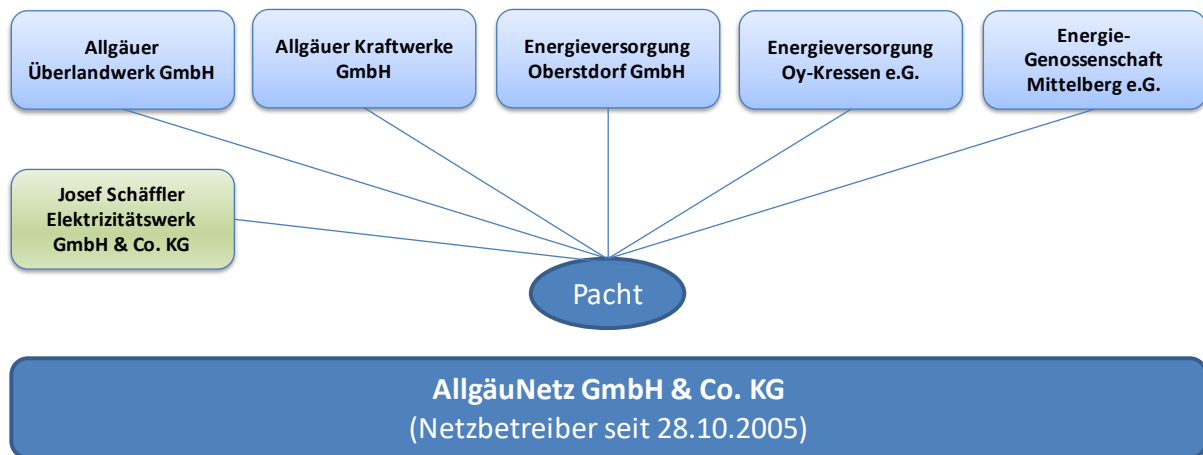 Allgäuer
Überlandwerk GmbH
Allgäuer Kraftwerke
GmbH
Energieversorgung
Oberstdorf GmbH
Energieversorgung
Oy-Kressen e.G.
Energie-
Genossenschaft
Mittelberg e.G.
Josef Schäffler
Elektrizitätswerk
GmbH & Co. KG
Pacht
AllgäuNetz GmbH & Co. KG
(Netzbetreiber seit 28.10.2005)